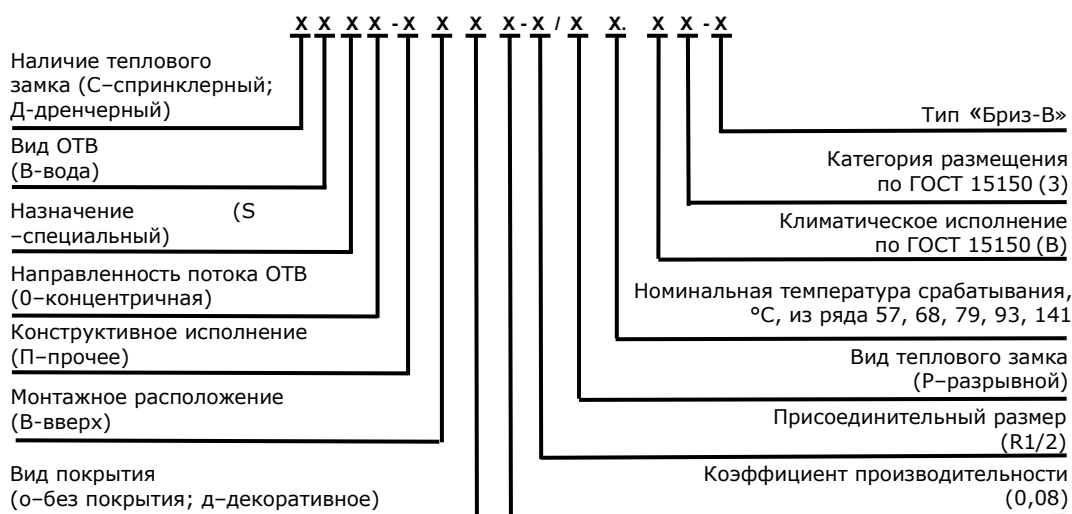 X X X X - X X X X - X / X X. X X - X
Наличие теплового
замка (С–спринклерный;
Д-дренчерный)
Вид ОТВ
(В-вода)
Назначение (S
–специальный)
Направленность потока ОТВ
(0–концентричная)
Конструктивное исполнение
(П–прочее)
Монтажное расположение
(В-вверх)
Вид покрытия
(о–без покрытия; д–декоративное)
Тип «Бриз-В»
Категория размещения
по ГОСТ 15150 (3)
Климатическое исполнение
по ГОСТ 15150 (В)
Номинальная температура срабатывания,
°С, из ряда 57, 68, 79, 93, 141
Вид теплового замка
(Р–разрывной)
Присоединительный размер
(R1/2)
Коэффициент производительности
(0,08)